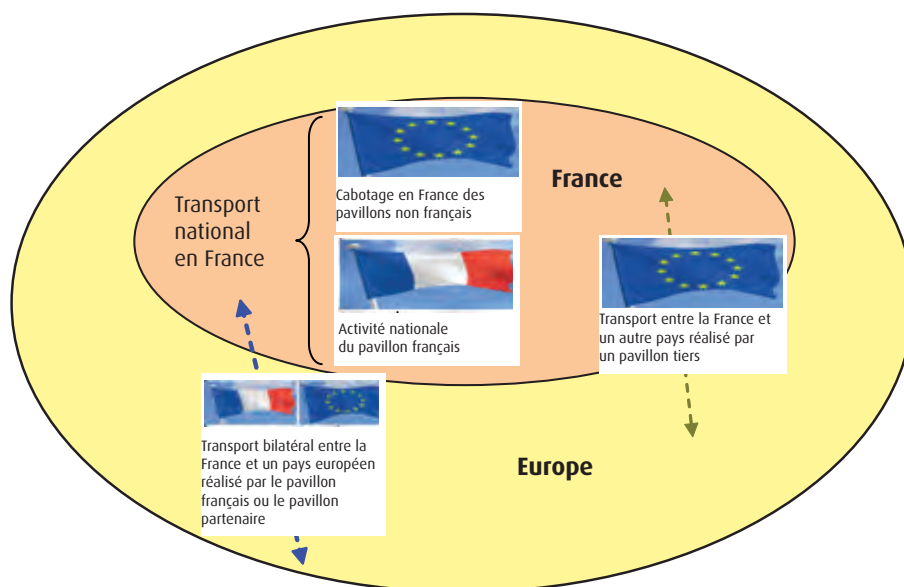 Cabotage en France des
pavillons non français
France
Transport
national
en France
Activité nationale
du pavillon français
Transport entre la France et
un autre pays réalisé par
un pavillon tiers
Transport bilatéral entre la
France et un pays européen
réalisé par le pavillon
français ou le pavillon
partenaire
Europe